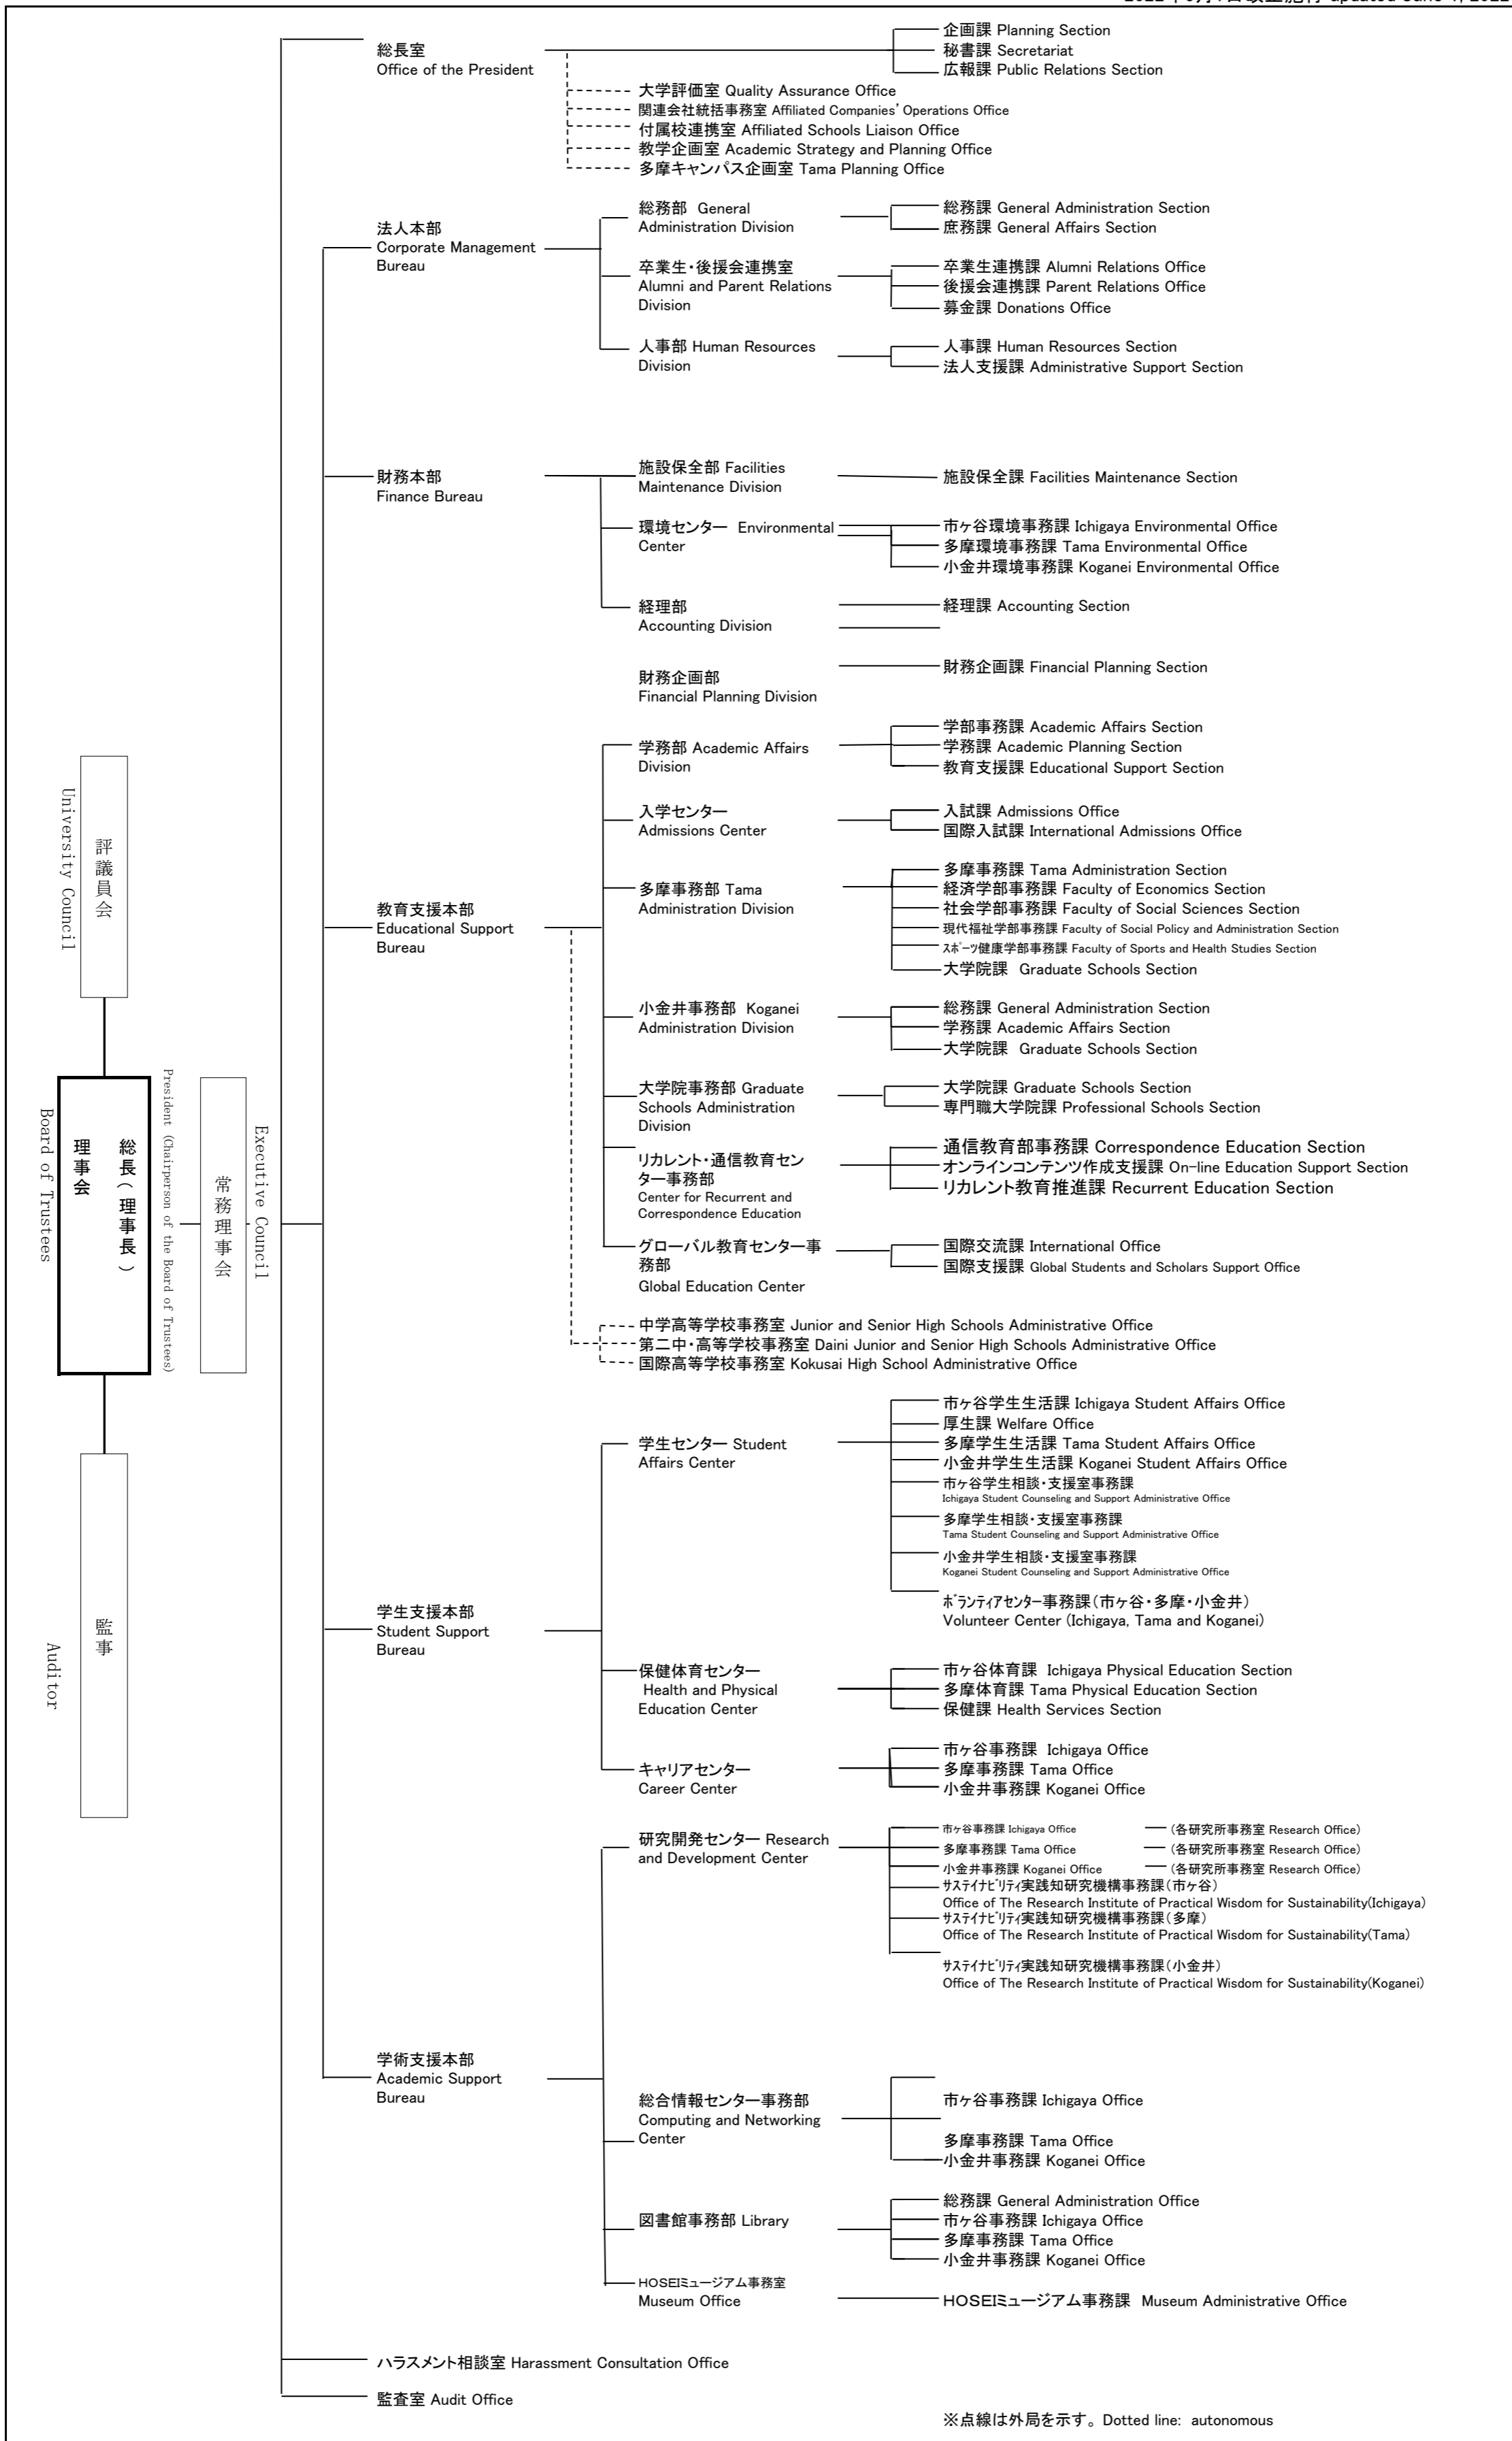 総長室
Office of the President
企画課 Planning Section
秘書課 Secretariat
広報課 Public Relations Section
大学評価室 Quality Assurance Office
関連会社統括事務室 Affiliated Companies' Operations Office
付属校連携室 Affiliated Schools Liaison Office
教学企画室 Academic Strategy and Planning Office
多摩キャンパス企画室 Tama Planning Office
法人本部
Corporate Management
Bureau
総務部 General
Administration Division
総務課 General Administration Section
庶務課 General Affairs Section
卒業生・後援会連携室
Alumni and Parent Relations
Division
卒業生連携課 Alumni Relations Office
後援会連携課 Parent Relations Office
募金課 Donations Office
人事部 Human Resources
Division
人事課 Human Resources Section
法人支援課 Administrative Support Section
財務本部
Finance Bureau
施設保全部 Facilities
Maintenance Division
施設保全課 Facilities Maintenance Section
環境センター Environmental
Center
市ヶ谷環境事務課 Ichigaya Environmental Office
多摩環境事務課 Tama Environmental Office
小金井環境事務課 Koganei Environmental Office
経理部
Accounting Division
経理課 Accounting Section
財務企画部
Financial Planning Division
財務企画課 Financial Planning Section
教育支援本部
Educational Support
Bureau
学務部 Academic Affairs
Division
学部事務課 Academic Affairs Section
学務課 Academic Planning Section
教育支援課 Educational Support Section
入学センター
Admissions Center
入試課 Admissions Office
国際入試課 International Admissions Office
多摩事務部 Tama
Administration Division
多摩事務課 Tama Administration Section
経済学部事務課 Faculty of Economics Section
社会学部事務課 Faculty of Social Sciences Section
現代福祉学部事務課 Faculty of Social Policy and Administration Section
スポーツ健康学部事務課 Faculty of Sports and Health Studies Section
大学院課 Graduate Schools Section
小金井事務部 Koganei
Administration Division
総務課 General Administration Section
学務課 Academic Affairs Section
大学院課 Graduate Schools Section
大学院事務部 Graduate
Schools Administration
Division
大学院課 Graduate Schools Section
専門職大学院課 Professional Schools Section
リカレント・通信教育セン
ター事務部
Center for Recurrent and
Correspondence Education
通信教育部事務課 Correspondence Education Section
オンラインコンテンツ作成支援課 On-line Education Support Section
リカレント教育推進課 Recurrent Education Section
グローバル教育センター事
務部
Global Education Center
国際交流課 International Office
国際支援課 Global Students and Scholars Support Office
中学高等学校事務室 Junior and Senior High Schools Administrative Office
第二中・高等学校事務室 Daini Junior and Senior High Schools Administrative Office
国際高等学校事務室 Kokusai High School Administrative Office
評議員会
University Council
総長(理事長)
理事会
Board of Trustees
President (Chairperson of the Board of Trustees)
常務理事会
Executive Council
監事
Auditor
学生支援本部
Student Support
Bureau
学生センター Student
Affairs Center
市ヶ谷学生生活課 Ichigaya Student Affairs Office
厚生課 Welfare Office
多摩学生生活課 Tama Student Affairs Office
小金井学生生活課 Koganei Student Affairs Office
市ヶ谷学生相談・支援室事務課
Ichigaya Student Counseling and Support Administrative Office
多摩学生相談・支援室事務課
Tama Student Counseling and Support Administrative Office
小金井学生相談・支援室事務課
Koganei Student Counseling and Support Administrative Office
ボランティアセンター事務課(市ヶ谷・多摩・小金井)
Volunteer Center (Ichigaya, Tama and Koganei)
保健体育センター
Health and Physical
Education Center
市ヶ谷体育課 Ichigaya Physical Education Section
多摩体育課 Tama Physical Education Section
保健課 Health Services Section
キャリアセンター
Career Center
市ヶ谷事務課 Ichigaya Office
多摩事務課 Tama Office
小金井事務課 Koganei Office
学術支援本部
Academic Support
Bureau
研究開発センター Research
and Development Center
市ヶ谷事務課 Ichigaya Office (各研究所事務室 Research Office)
多摩事務課 Tama Office (各研究所事務室 Research Office)
小金井事務課 Koganei Office (各研究所事務室 Research Office)
サステイナビリティ実践知研究機構事務課(市ヶ谷)
Office of The Research Institute of Practical Wisdom for Sustainability(Ichigaya)
サステイナビリティ実践知研究機構事務課(多摩)
Office of The Research Institute of Practical Wisdom for Sustainability(Tama)
サステイナビリティ実践知研究機構事務課(小金井)
Office of The Research Institute of Practical Wisdom for Sustainability(Koganei)
総合情報センター事務部
Computing and Networking
Center
市ヶ谷事務課 Ichigaya Office
多摩事務課 Tama Office
小金井事務課 Koganei Office
図書館事務部 Library
総務課 General Administration Office
市ヶ谷事務課 Ichigaya Office
多摩事務課 Tama Office
小金井事務課 Koganei Office
HOSEIミュージアム事務室
Museum Office
HOSEIミュージアム事務課 Museum Administrative Office
ハラスメント相談室 Harassment Consultation Office
監査室 Audit Office
※点線は外局を示す。 Dotted line: autonomous